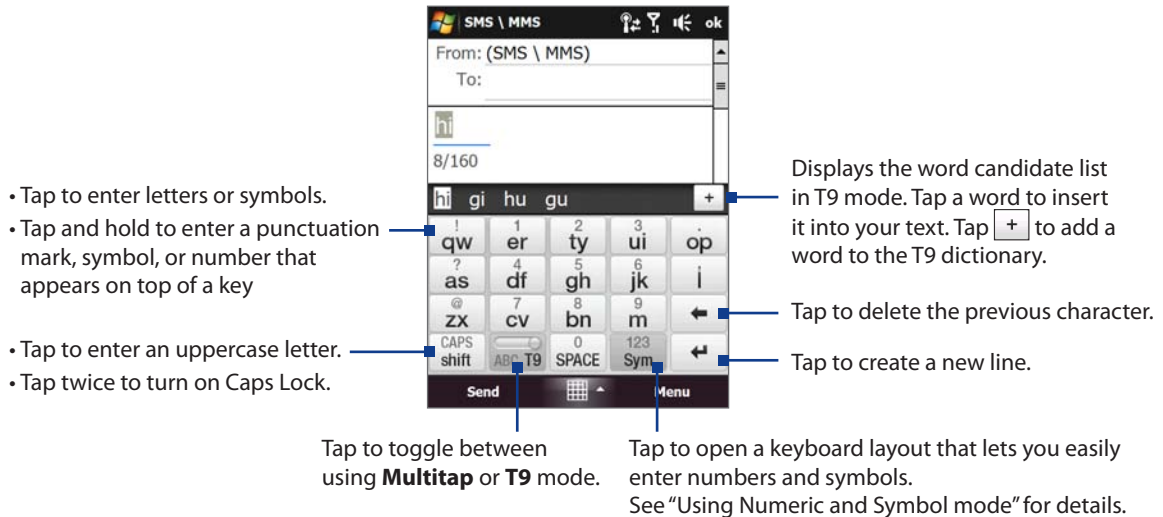 SMS \ MMS ok
From: (SMS \ MMS)
To:
hi
8/160
hi gi hu gu +
! 1 2 3 .
qw er ty ui op
? 4 5 6 ,
as df gh jk l
@ 7 8 9
zx cv bn m
CAPS 0 123
shift ABC T9 SPACE Sym
Send Menu
• Tap to enter letters or symbols.
• Tap and hold to enter a punctuation
mark, symbol, or number that
appears on top of a key
• Tap to enter an uppercase letter.
• Tap twice to turn on Caps Lock.
Displays the word candidate list
in T9 mode. Tap a word to insert
it into your text. Tap + to add a
word to the T9 dictionary.
Tap to delete the previous character.
Tap to create a new line.
Tap to toggle between
using Multitap or T9 mode.
Tap to open a keyboard layout that lets you easily
enter numbers and symbols.
See “Using Numeric and Symbol mode” for details.